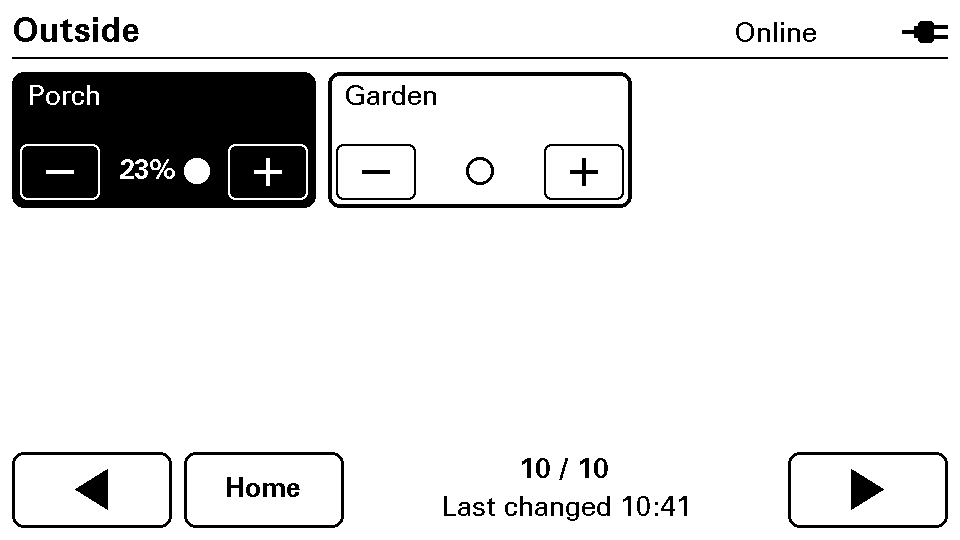 Outside
Online
Porch
Garden
− 23% +
− +
Home
10 / 10
Last changed 10:41